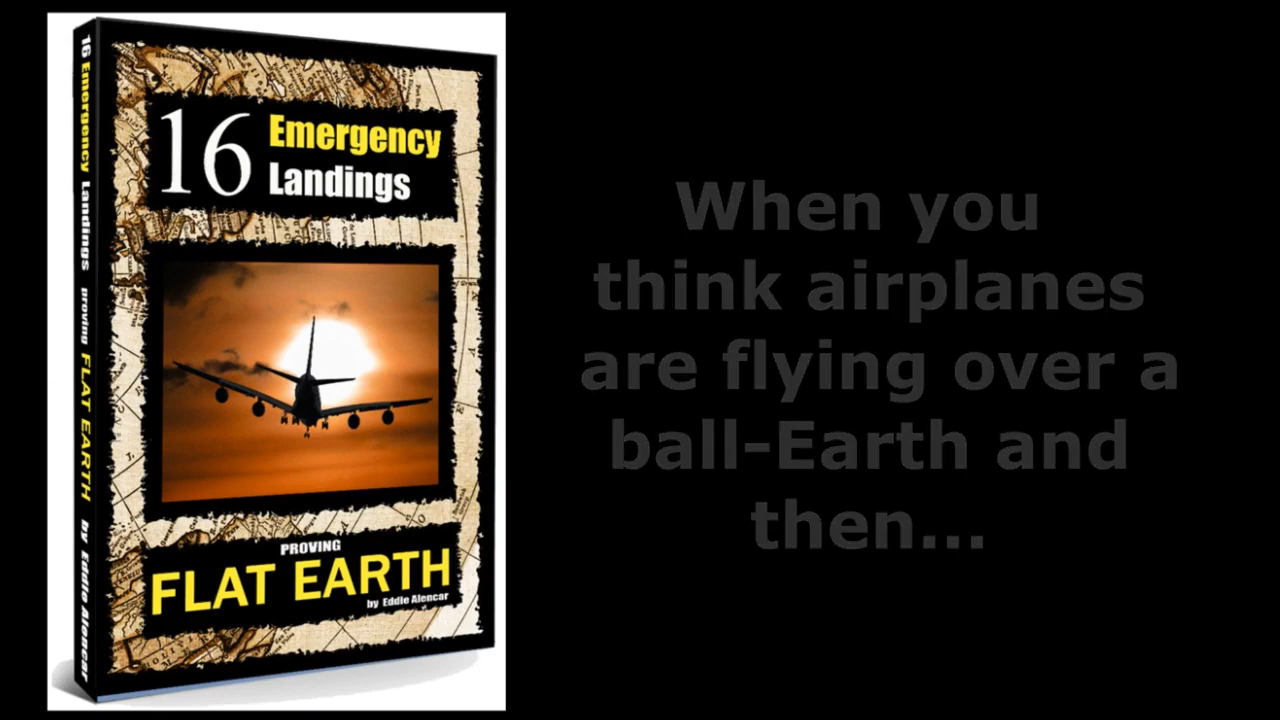 16 Emergency Landings proving FLAT EARTH by Eddie Alencar
16 Emergency
Landings
PROVING
FLAT EARTH
by Eddie Alencar
When you
think airplanes
are flying over a
ball-Earth and
then...